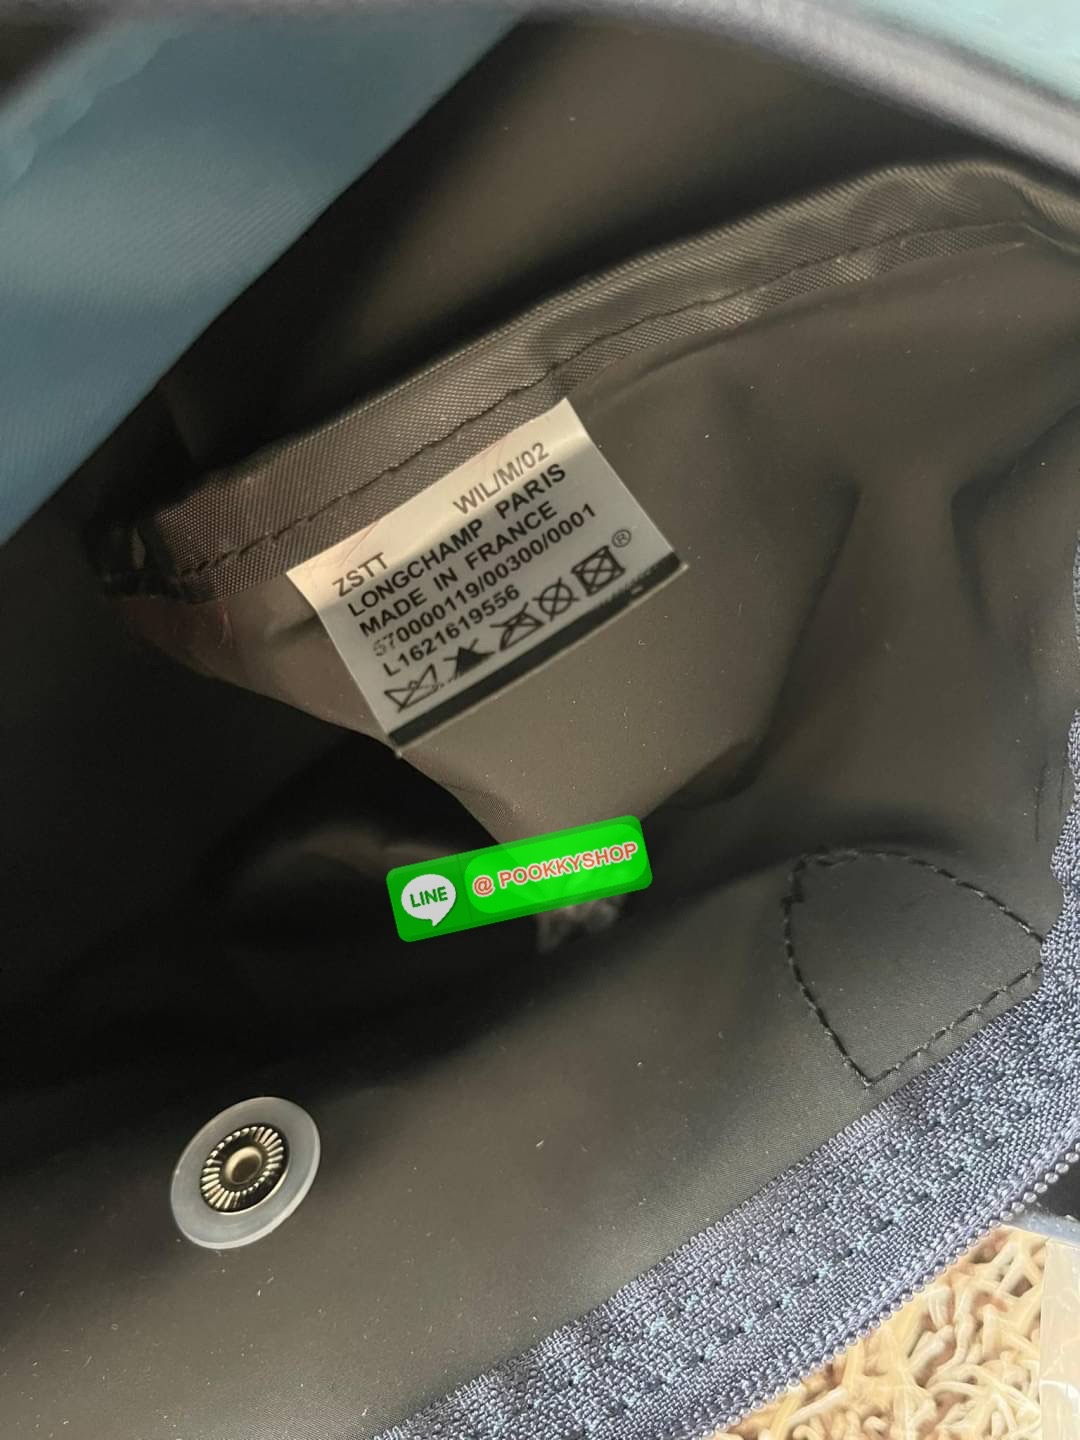 ZSTT WIL/M/02
LONGCHAMP PARIS
MADE IN FRANCE
570000119/00300/0001
L1621619556
®
LINE @ POOKKYSHOP